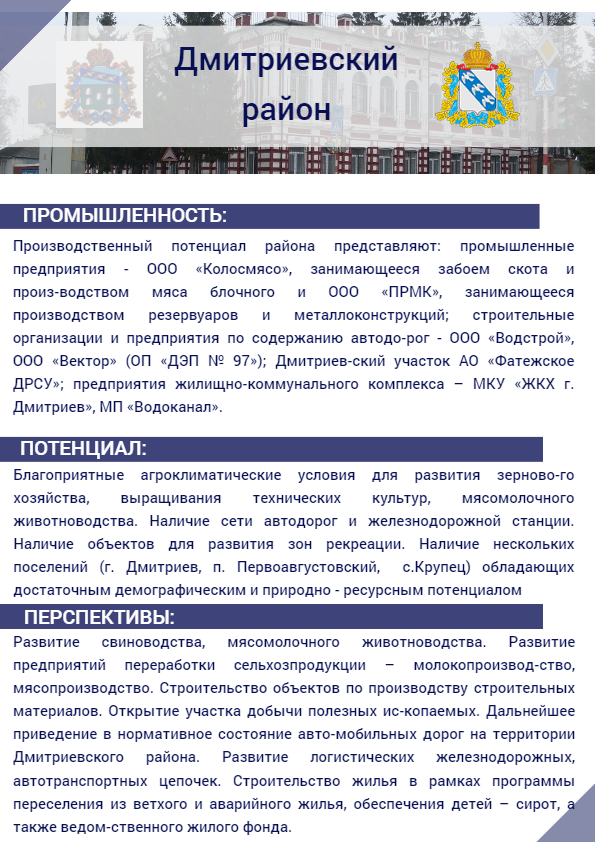 Дмитриевский
район
ПРОМЫШЛЕННОСТЬ:
Производственный потенциал района представляют: промышленные
предприятия - ООО «Колосмясо», занимающееся забоем скота и
произ-водством мяса блочного и ООО «ПРМК», занимающееся
производством резервуаров и металлоконструкций; строительные
организации и предприятия по содержанию автодо-рог - ООО «Водстрой»,
ООО «Вектор» (ОП «ДЭП № 97»); Дмитриев-ский участок АО «Фатежское
ДРСУ»; предприятия жилищно-коммунального комплекса – МКУ «ЖКХ г.
Дмитриев», МП «Водоканал».
ПОТЕНЦИАЛ:
Благоприятные агроклиматические условия для развития зерново-го
хозяйства, выращивания технических культур, мясомолочного
животноводства. Наличие сети автодорог и железнодорожной станции.
Наличие объектов для развития зон рекреации. Наличие нескольких
поселений (г. Дмитриев, п. Первоавгустовский, с.Крупец) обладающих
достаточным демографическим и природно - ресурсным потенциалом
ПЕРСПЕКТИВЫ:
Развитие свиноводства, мясомолочного животноводства. Развитие
предприятий переработки сельхозпродукции – молокопроизвод-ство,
мясопроизводство. Строительство объектов по производству строительных
материалов. Открытие участка добычи полезных ис-копаемых. Дальнейшее
приведение в нормативное состояние авто-мобильных дорог на территории
Дмитриевского района. Развитие логистических железнодорожных,
автотранспортных цепочек. Строительство жилья в рамках программы
переселения из ветхого и аварийного жилья, обеспечения детей – сирот, а
также ведом-ственного жилого фонда.